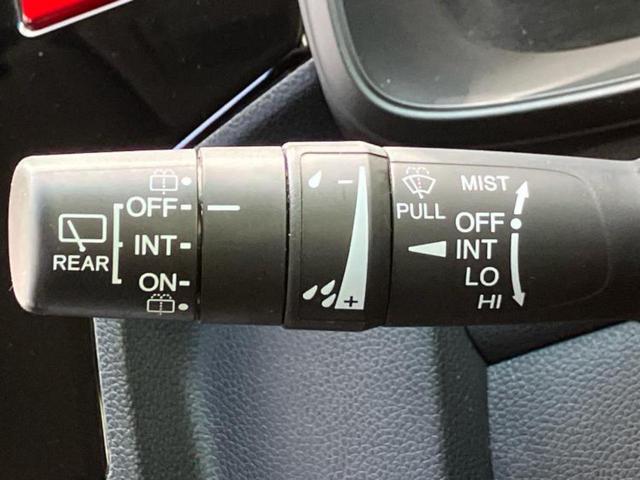 OFF
INT
REAR
ON
−
+
PULL
MIST
OFF
INT
LO
HI